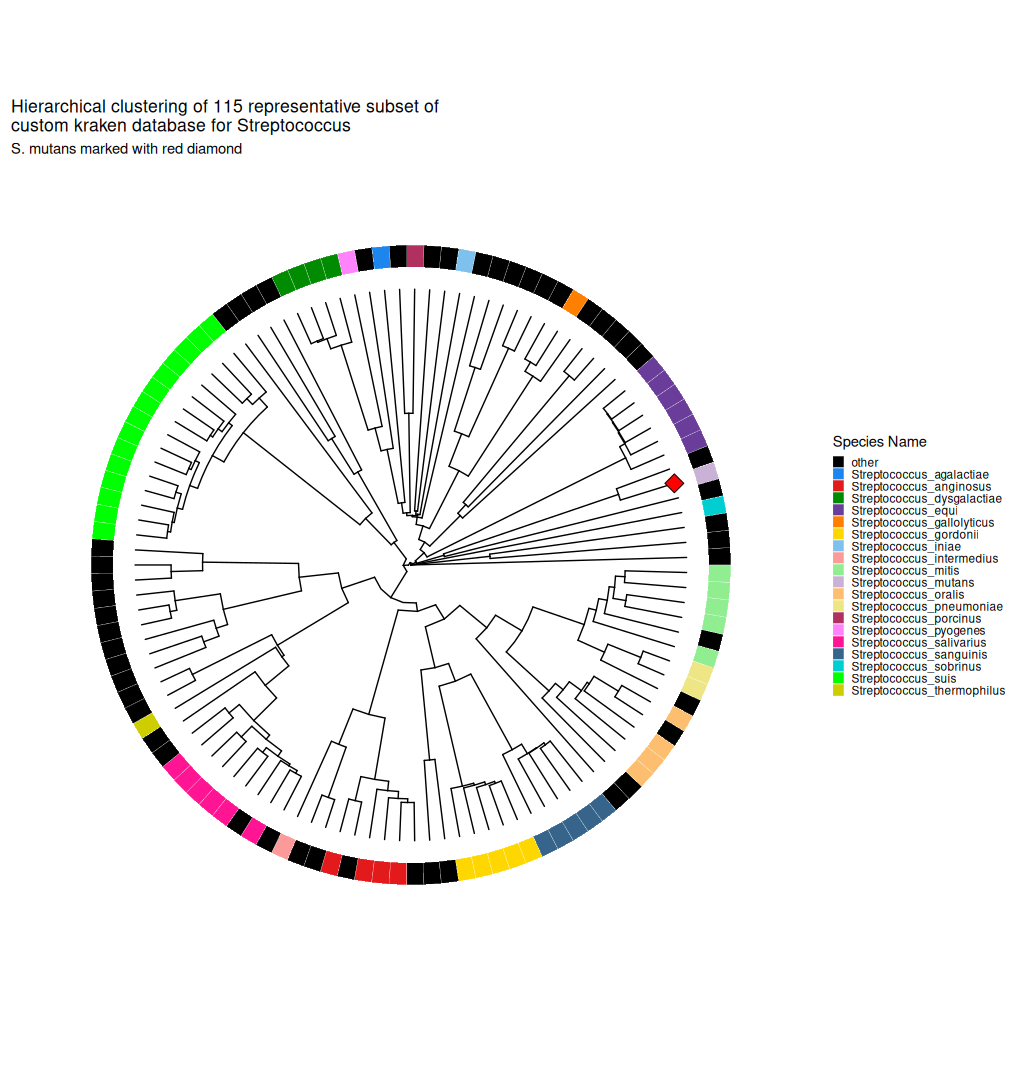 Hierarchical clustering of 115 representative subset of
custom kraken database for Streptococcus
S. mutans marked with red diamond
Species Name
other
Streptococcus_agalactiae
Streptococcus_anginosus
Streptococcus_dysgalactiae
Streptococcus_equi
Streptococcus_gallolyticus
Streptococcus_gordonii
Streptococcus_iniae
Streptococcus_intermedius
Streptococcus_mitis
Streptococcus_mutans
Streptococcus_oralis
Streptococcus_pneumoniae
Streptococcus_porcinus
Streptococcus_pyogenes
Streptococcus_salivarius
Streptococcus_sanguinis
Streptococcus_sobrinus
Streptococcus_suis
Streptococcus_thermophilus